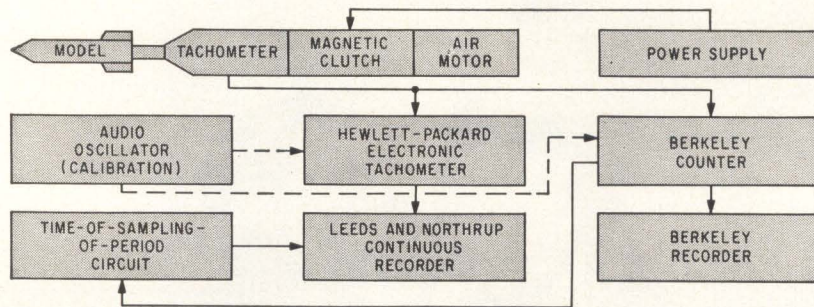 MODEL
TACHOMETER
MAGNETIC
CLUTCH
AIR
MOTOR
POWER SUPPLY
AUDIO
OSCILLATOR
(CALIBRATION)
HEWLETT-PACKARD
ELECTRONIC
TACHOMETER
BERKELEY
COUNTER
TIME-OF-SAMPLING-
OF-PERIOD
CIRCUIT
LEEDS AND NORTHRUP
CONTINUOUS
RECORDER
BERKELEY
RECORDER